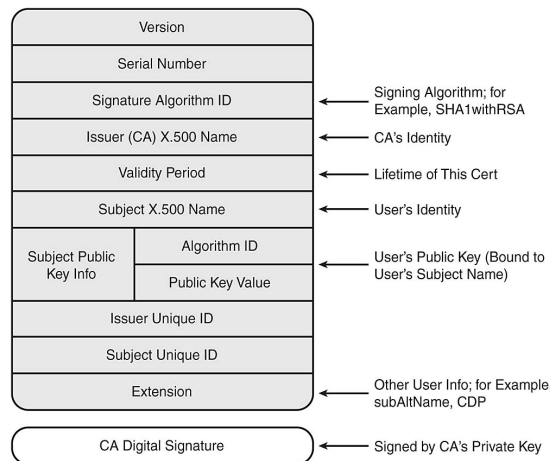 Version
Serial Number
Signature Algorithm ID
Signing Algorithm; for
Example, SHA1withRSA
Issuer (CA) X.500 Name
CA's Identity
Validity Period
Lifetime of This Cert
Subject X.500 Name
User's Identity
Subject Public
Key Info
Algorithm ID
Public Key Value
User's Public Key (Bound to
User's Subject Name)
Issuer Unique ID
Subject Unique ID
Extension
Other User Info; for Example
subAltName, CDP
CA Digital Signature
Signed by CA's Private Key